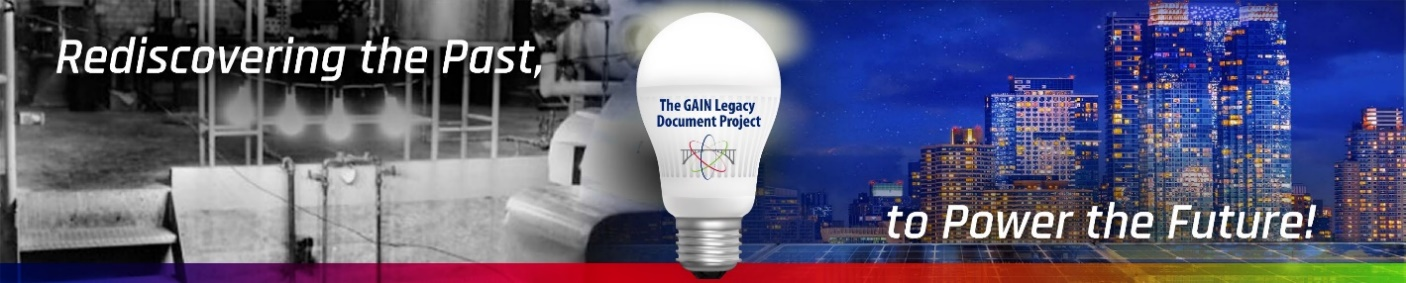 Rediscovering the Past,
The GAIN Legacy
Document Project
to Power the Future!